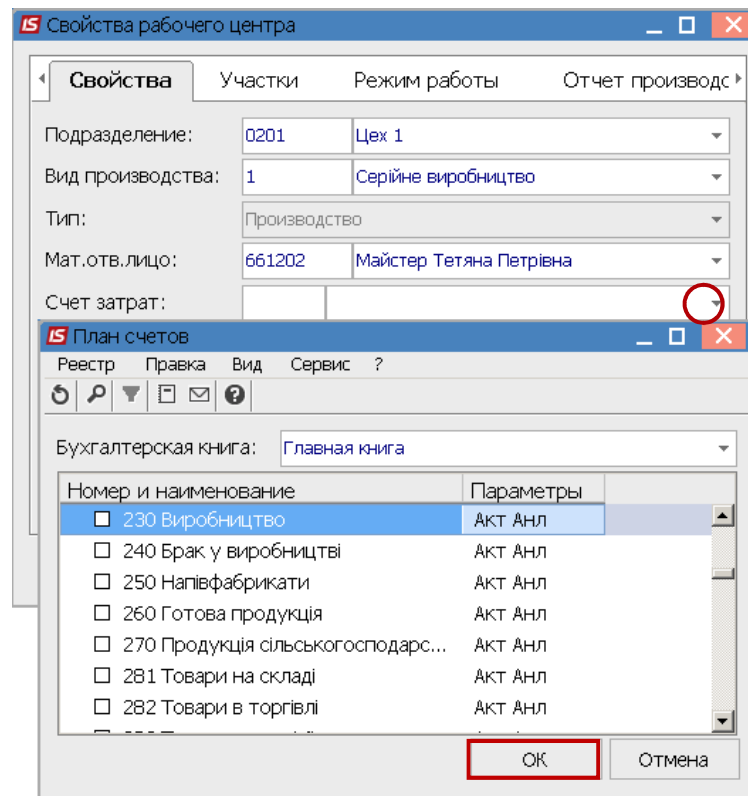 IS Свойства рабочего центра
Свойства Участки Режим работы Отчет производс
Подразделение: 0201 Цех 1
Вид производства: 1 Серійне виробництво
Тип: Производство
Мат.отв.лицо: 661202 Майстер Тетяна Петрівна
Счет затрат:
IS План счетов
Реестр Правка Вид Сервис ?
Бухгалтерская книга: Главная книга
Номер и наименование Параметры
230 Виробництво Акт Анл
240 Брак у виробництві Акт Анл
250 Напівфабрикати Акт Анл
260 Готова продукція Акт Анл
270 Продукція сільськогосподарс... Акт Анл
281 Товари на складі Акт Анл
282 Товари в торгівлі Акт Анл
ОК Отмена